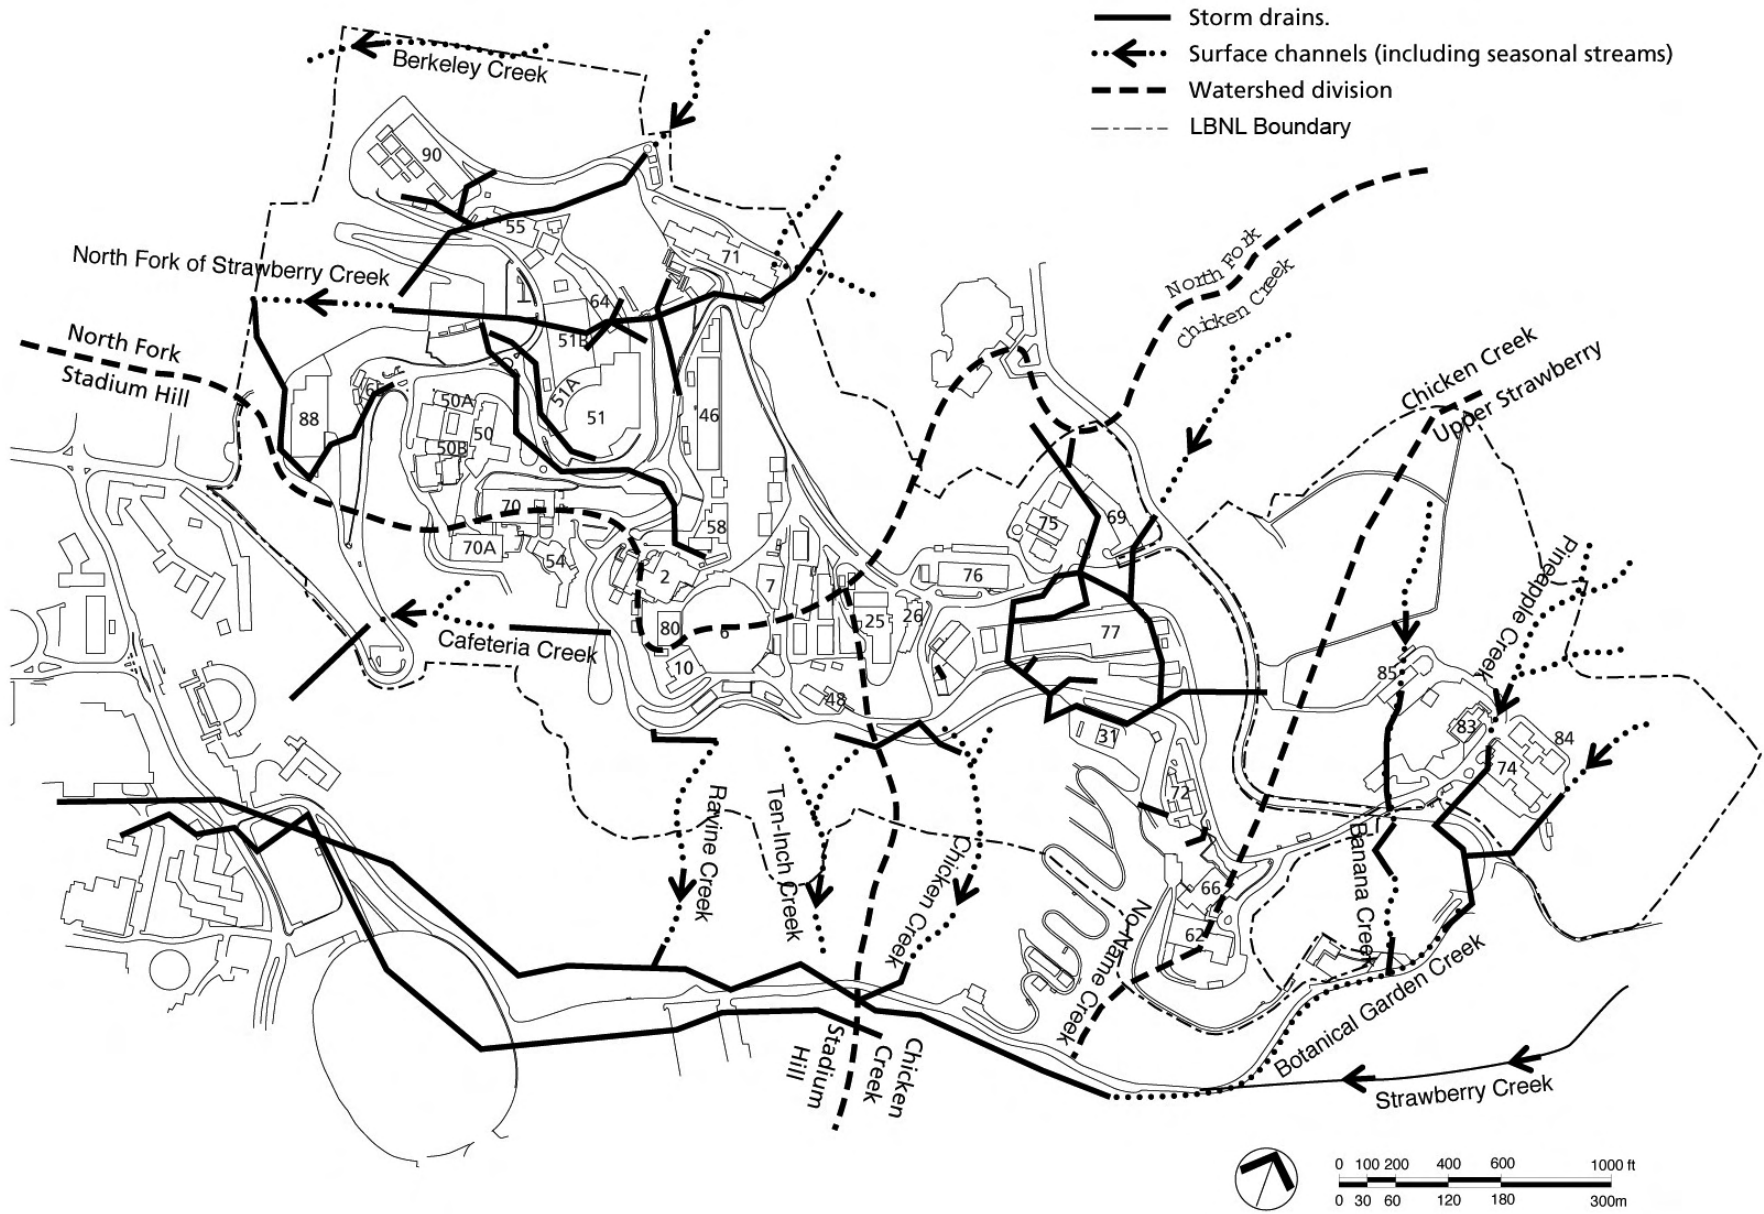 Storm drains.
Surface channels (including seasonal streams)
Watershed division
LBNL Boundary
Berkeley Creek
90
55
71
North Fork of Strawberry Creek
64
51B
North Fork
Stadium Hill
North Fork
Chicken Creek
Chicken Creek
Upper Strawberry
88
50A
50
50B
51A
51
46
70
70A
54
58
2
7
75
69
76
Pineapple Creek
80
6
10
25
26
77
Cafeteria Creek
48
31
85
83
84
74
72
66
62
Ravine Creek
Ten-Inch Creek
Chicken Creek
No-Name Creek
Banana Creek
Botanical Garden Creek
Strawberry Creek
Stadium
Hill
Chicken
Creek
0 100 200 400 600 1000 ft
0 30 60 120 180 300m